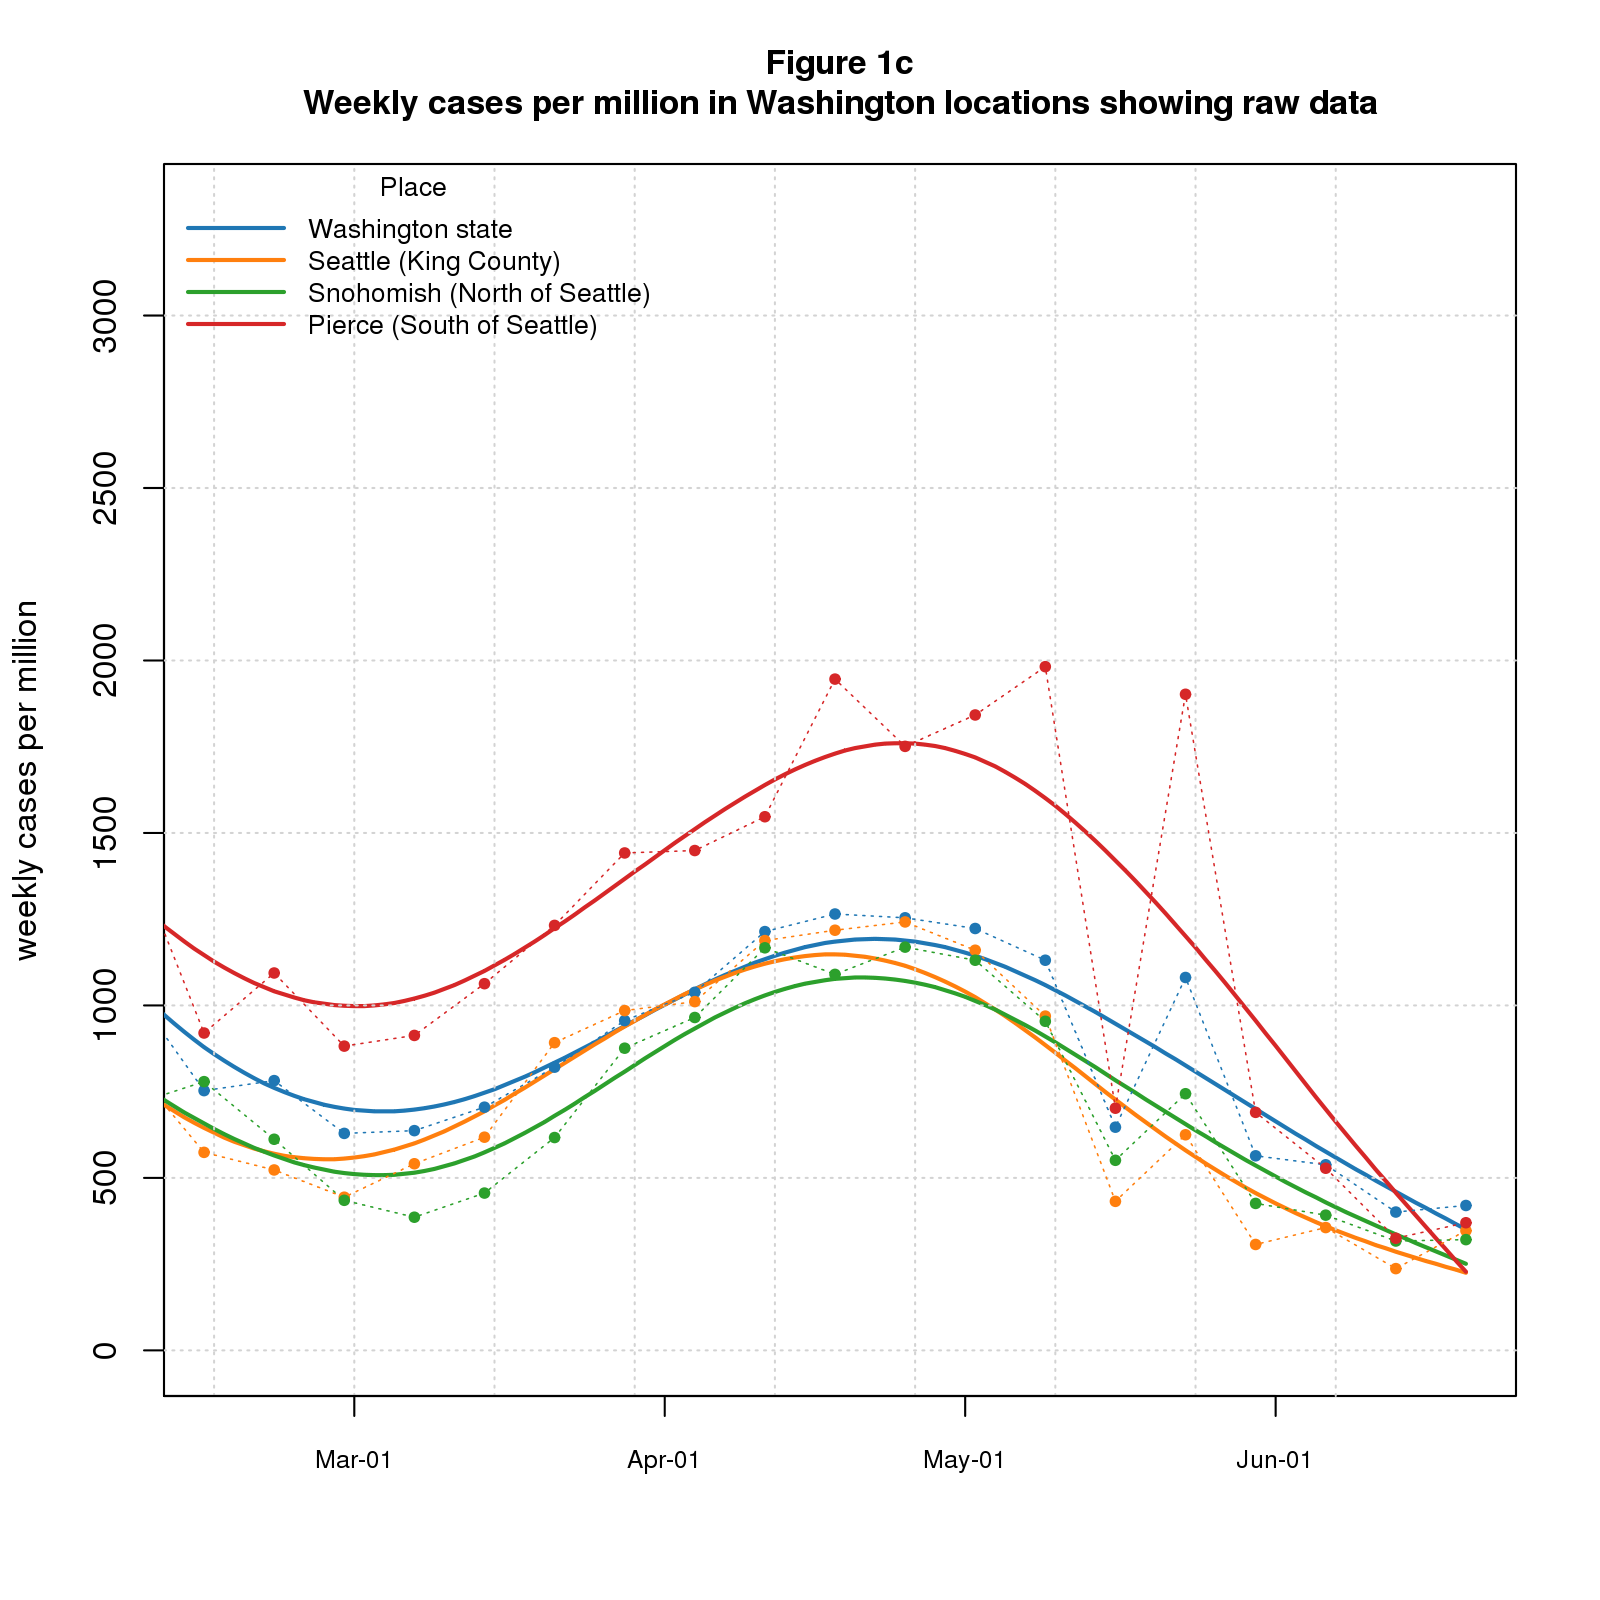 Figure 1c
Weekly cases per million in Washington locations showing raw data
Place
Washington state
Seattle (King County)
Snohomish (North of Seattle)
Pierce (South of Seattle)
weekly cases per million
3000
2500
2000
1500
1000
500
0
Mar-01 Apr-01 May-01 Jun-01